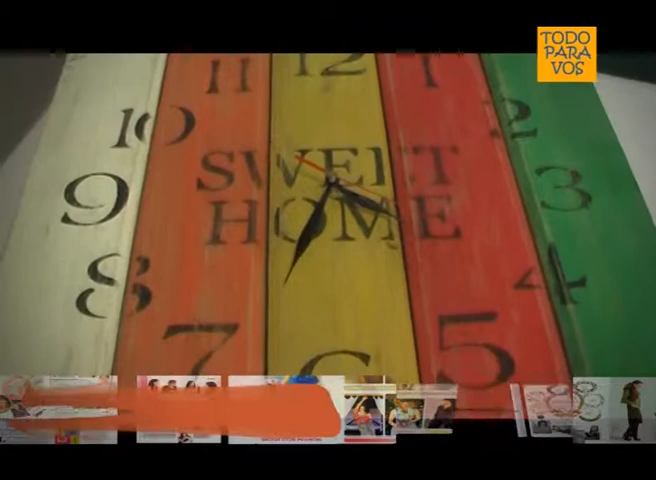 TODO
PARA
VOS
11 12 1
10 2
SWEET
9 3
HOME
8 4
7 6 5